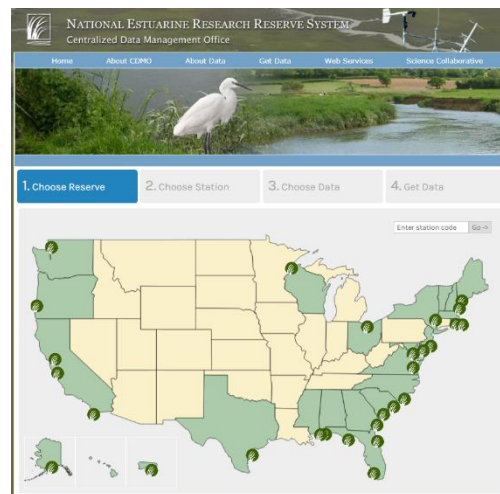 NATIONAL ESTUARINE RESEARCH RESERVE SYSTEM
Centralized Data Management Office
Home About CDMO About Data Get Data Web Services Science Collaborative
1. Choose Reserve 2. Choose Station 3. Choose Data 4. Get Data
Enter station code Go ->